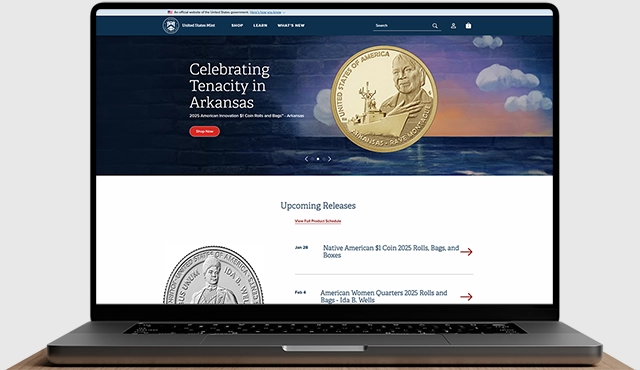 An official website of the United States government. Here's how you know
United States Mint
SHOP LEARN WHAT'S NEW
Search
Celebrating
Tenacity in
Arkansas
2025 American Innovation $1 Coin Rolls and Bags™ - Arkansas
Shop Now
UNITED STATES OF AMERICA
ARKANSAS - RAYE MONTAGUE
Upcoming Releases
View Full Product Schedule
Jan 28
Native American $1 Coin 2025 Rolls, Bags, and
Boxes
Feb 4
American Women Quarters 2025 Rolls and
Bags - Ida B. Wells
UNITED STATES OF AMERICA
UNUM
IDA B. WELLS